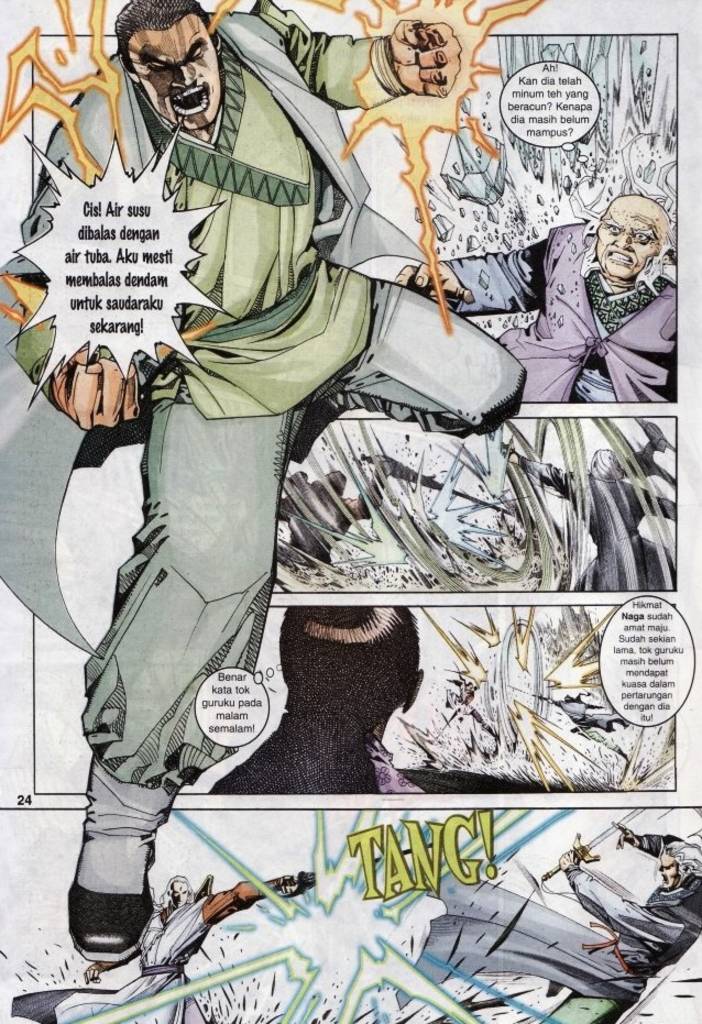 Cis! Air susu
dibalas dengan
air tuba. Aku mesti
membalas dendam
untuk saudaraku
sekarang!
Ah!
Kan dia telah
minum teh yang
beracun? Kenapa
dia masih belum
mampus?
Benar
kata tok
guruku pada
malam
semalam!
Hikmat
Naga sudah
amat maju.
Sudah sekian
lama, tok guruku
masih belum
mendapat
kuasa dalam
pertarungan
dengan dia
itu!
24
TANG!